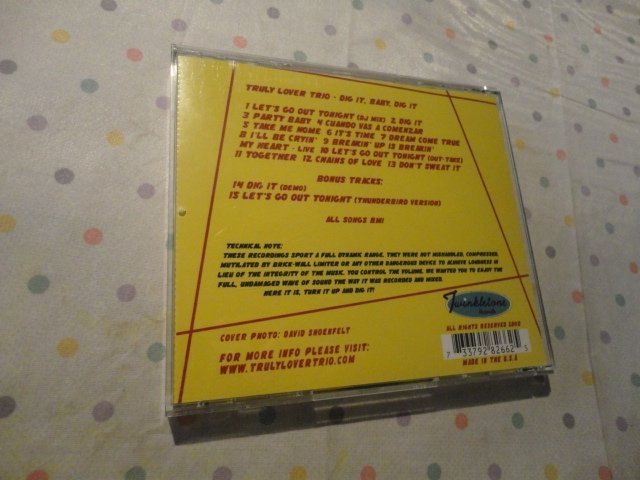 TRULY LOVER TRIO - DIG IT, BABY, DIG IT
1 LET'S GO OUT TONIGHT (DJ MIX) 2 DIG IT
3 PARTY BABY 4 CUANDO VAS A COMENZAR
5 TAKE ME HOME 6 IT'S TIME 7 DREAM COME TRUE
8 I'LL BE CRYIN' 9 BREAKIN' UP 13 BREAKIN'
MY HEART - LIVE 10 LET'S GO OUT TONIGHT (OUT-TAKE)
11 TOGETHER 12 CHAINS OF LOVE 13 DON'T SWEAT IT
BONUS TRACKS:
14 DIG IT (DEMO)
15 LET'S GO OUT TONIGHT (THUNDERBIRD VERSION)
ALL SONGS BMI
TECHNICAL NOTE:
THESE RECORDINGS SPORT A FULL DYNAMIC RANGE. THEY WERE NOT MISHANDLED, COMPRESSED,
MUTILATED BY BRICK-WALL LIMITER OR ANY OTHER DANGEROUS DEVICE TO ACHIEVE LOUDNESS IN
LIEU OF THE INTEGRITY OF THE MUSIC. YOU CONTROL THE VOLUME. WE WANTED YOU TO ENJOY THE
FULL, UNDAMAGED WAVE OF SOUND THE WAY IT WAS RECORDED AND MIXED.
HERE IT IS, TURN IT UP AND DIG IT!
Twinkletone
Records
COVER PHOTO: DAVID SHOENFELT
ALL RIGHTS RESERVED
FOR MORE INFO PLEASE VISIT:
WWW.TRULYLOVERTRIO.COM
7 33792 82662 5
MADE IN THE U.S.A